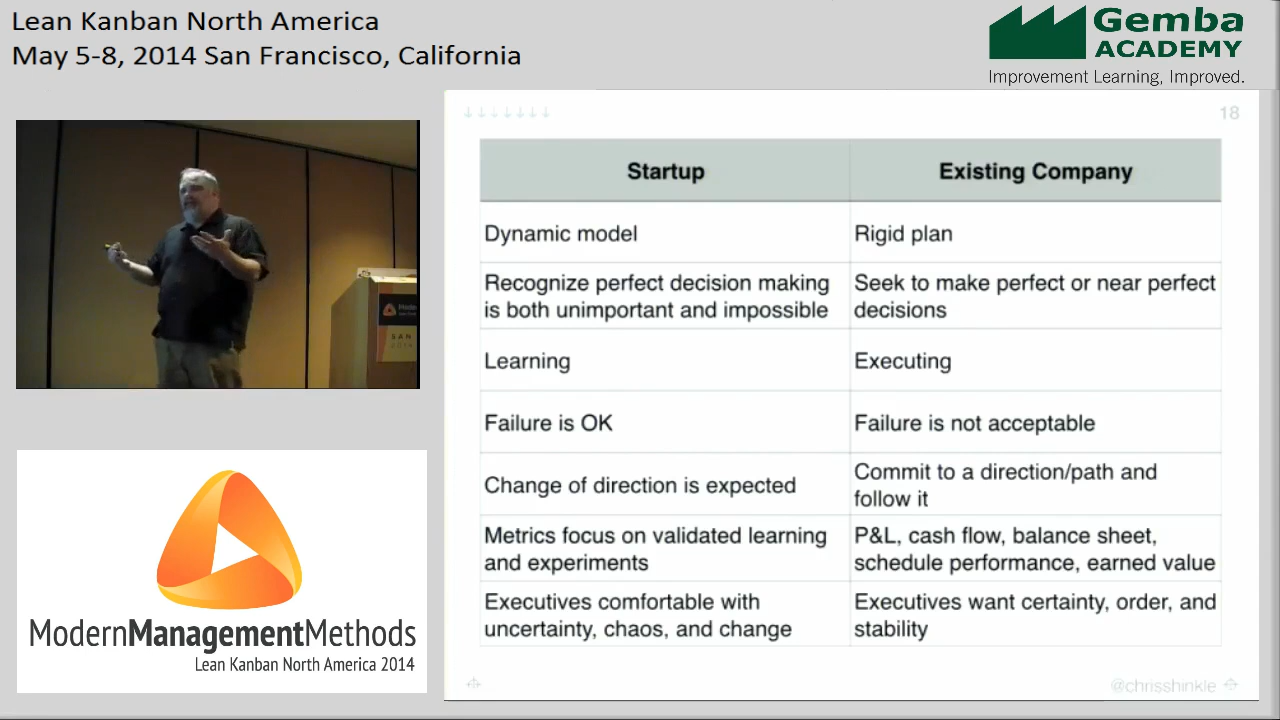 Lean Kanban North America
May 5-8, 2014 San Francisco, California
Gemba
ACADEMY
Improvement Learning, Improved.
18
Startup
Existing Company
Dynamic model
Rigid plan
Recognize perfect decision making
is both unimportant and impossible
Seek to make perfect or near perfect
decisions
Learning
Executing
Failure is OK
Failure is not acceptable
Change of direction is expected
Commit to a direction/path and
follow it
Metrics focus on validated learning
and experiments
P&L, cash flow, balance sheet,
schedule performance, earned value
Executives comfortable with
uncertainty, chaos, and change
Executives want certainty, order, and
stability
@chrisshinkle
SAN
ModernManagementMethods
Lean Kanban North America 2014